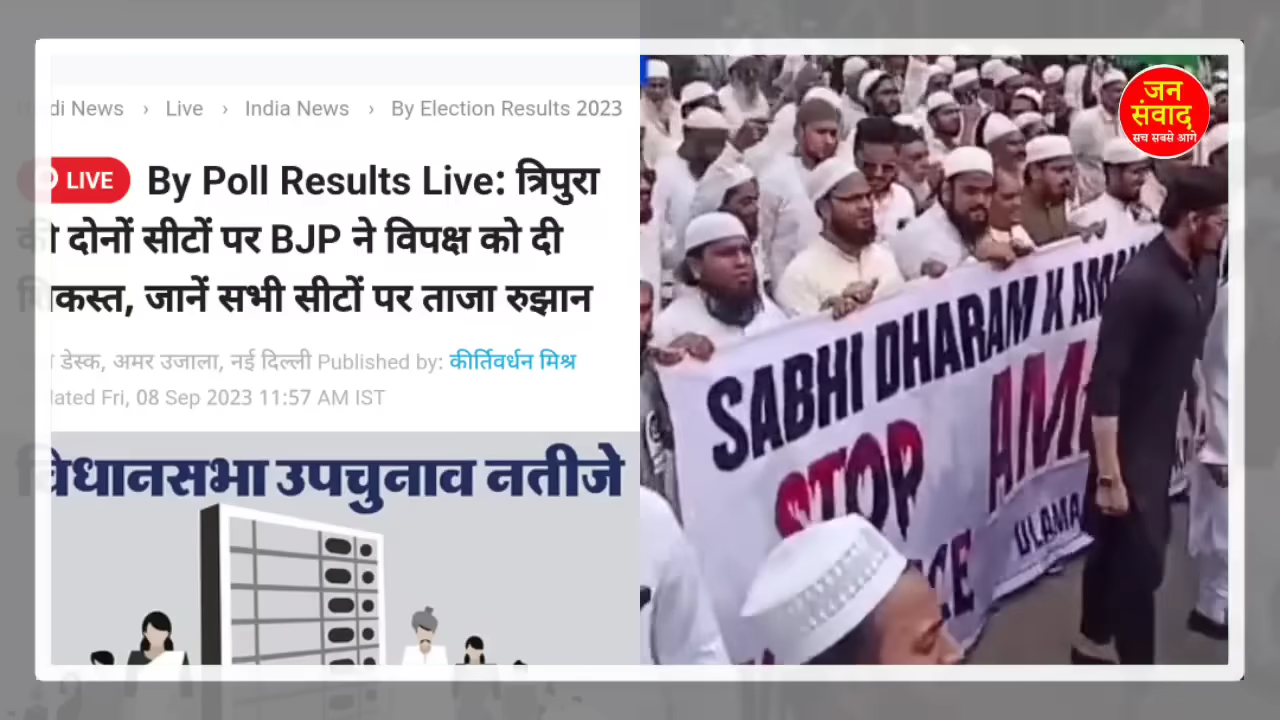 di News › Live › India News › By Election Results 2023
LIVE By Poll Results Live: त्रिपुरा
की दोनों सीटों पर BJP ने विपक्ष को दी
शिकस्त, जानें सभी सीटों पर ताजा रुझान
डेस्क, अमर उजाला, नई दिल्ली Published by: कीर्तिवर्धन मिश्र
dated Fri, 08 Sep 2023 11:57 AM IST
विधानसभा उपचुनाव नतीजे
जन
संवाद
सच सबसे आगे
SABHI DHARAM K
STOP
ULAMA